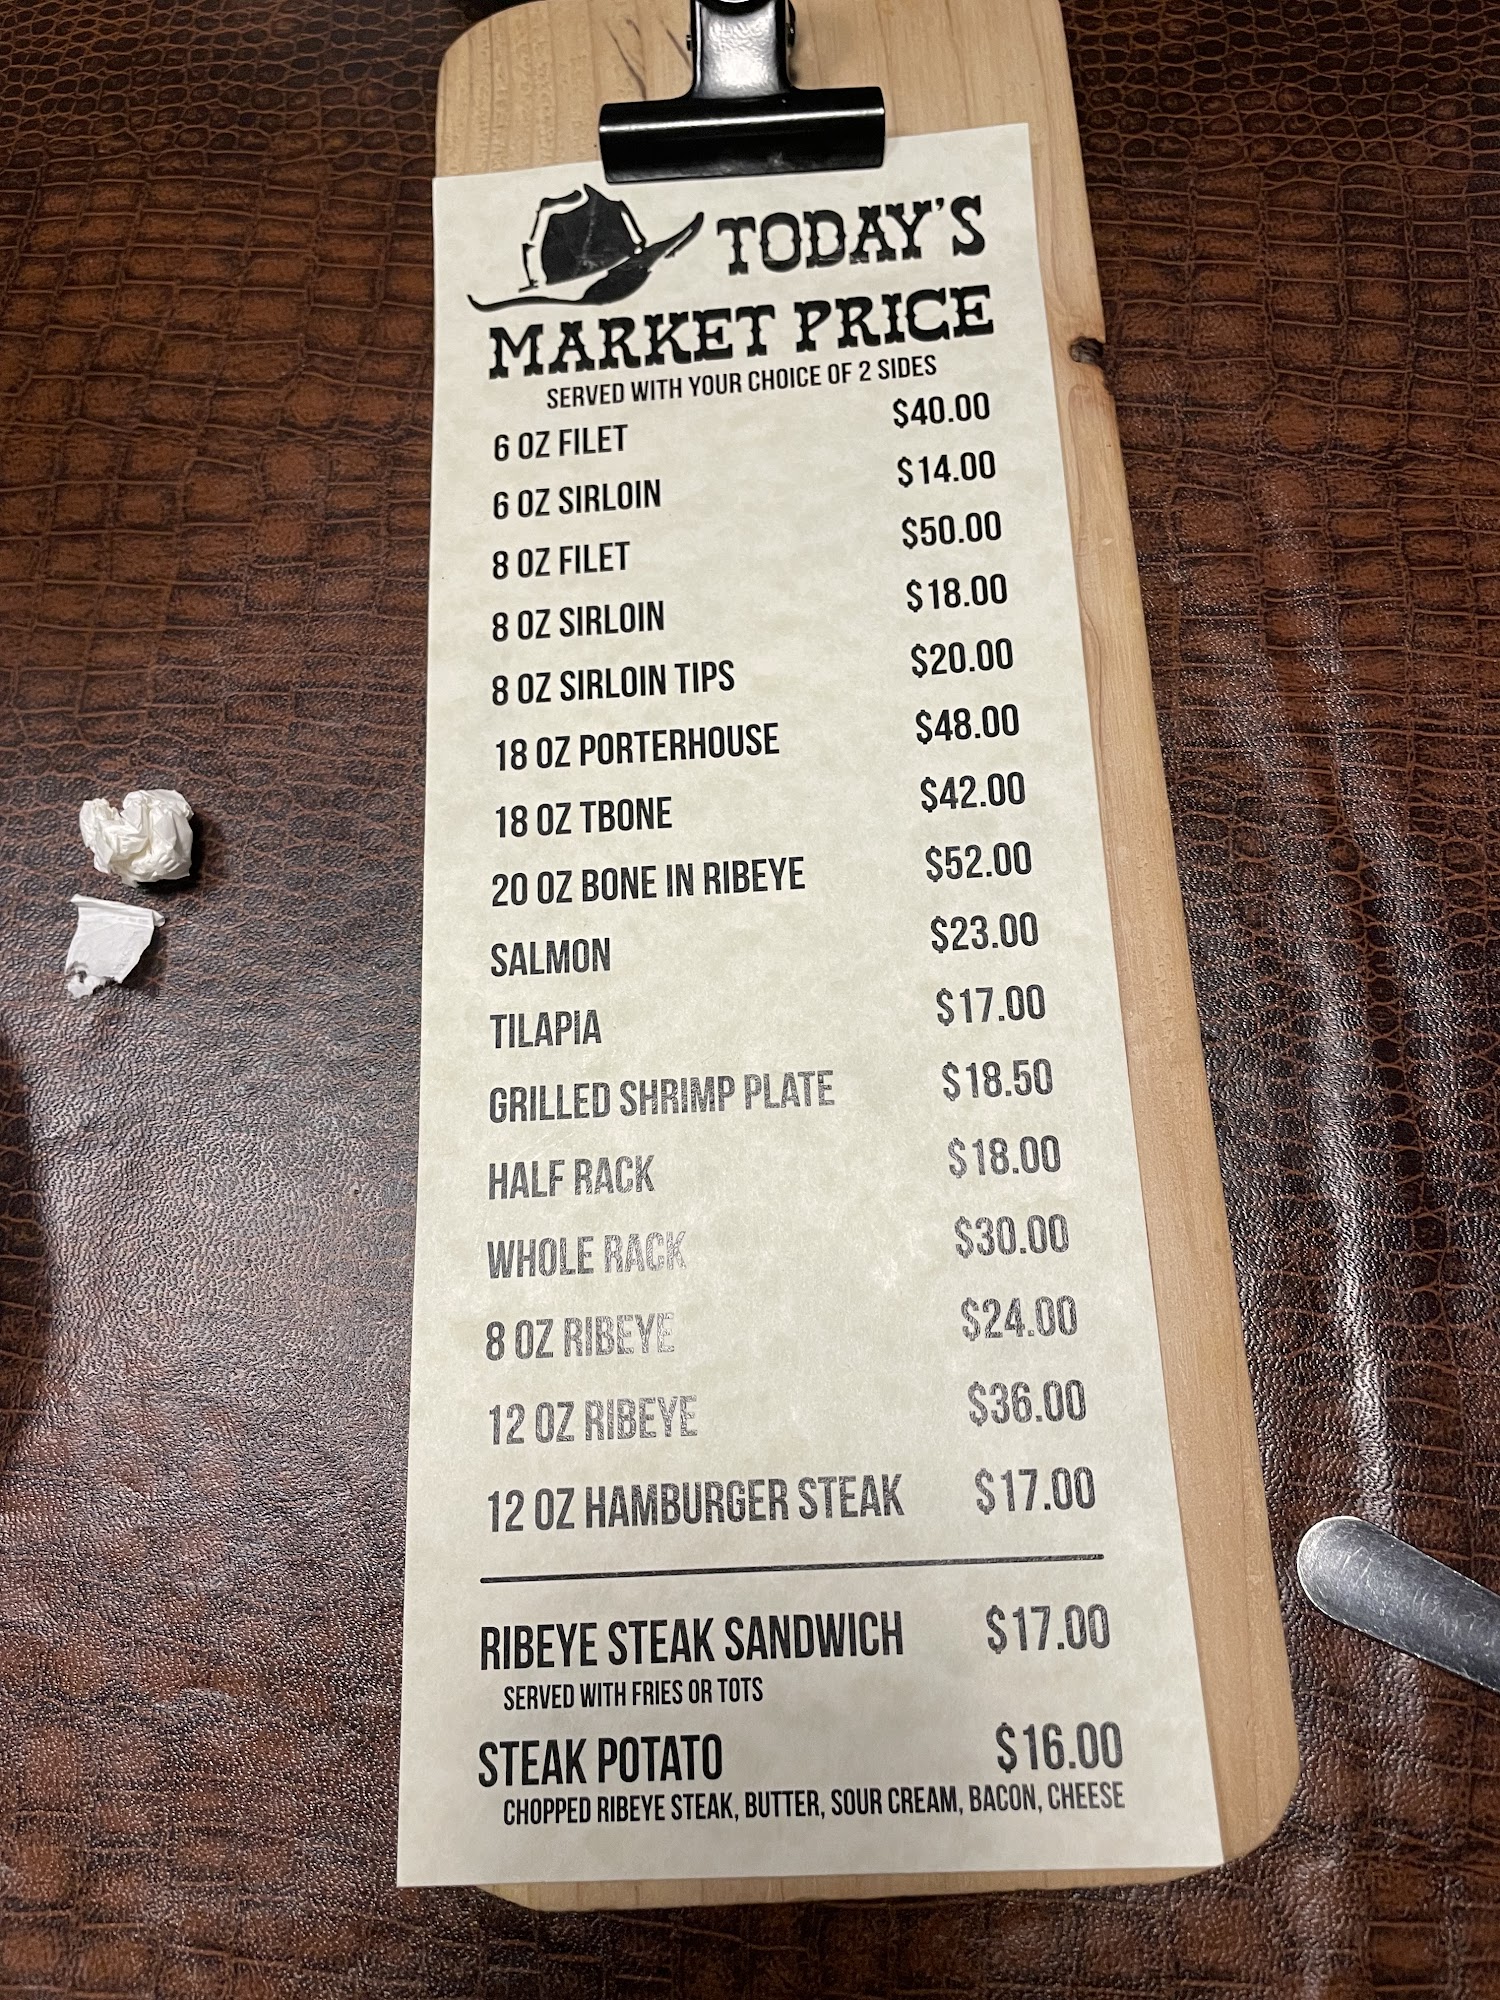 TODAY'S
MARKET PRICE
SERVED WITH YOUR CHOICE OF 2 SIDES
6 OZ FILET $40.00
6 OZ SIRLOIN $14.00
8 OZ FILET $50.00
8 OZ SIRLOIN $18.00
8 OZ SIRLOIN TIPS $20.00
18 OZ PORTERHOUSE $48.00
18 OZ TBONE $42.00
20 OZ BONE IN RIBEYE $52.00
SALMON $23.00
TILAPIA $17.00
GRILLED SHRIMP PLATE $18.50
HALF RACK $18.00
WHOLE RACK $30.00
8 OZ RIBEYE $24.00
12 OZ RIBEYE $36.00
12 OZ HAMBURGER STEAK $17.00
RIBEYE STEAK SANDWICH $17.00
SERVED WITH FRIES OR TOTS
STEAK POTATO $16.00
CHOPPED RIBEYE STEAK, BUTTER, SOUR CREAM, BACON, CHEESE